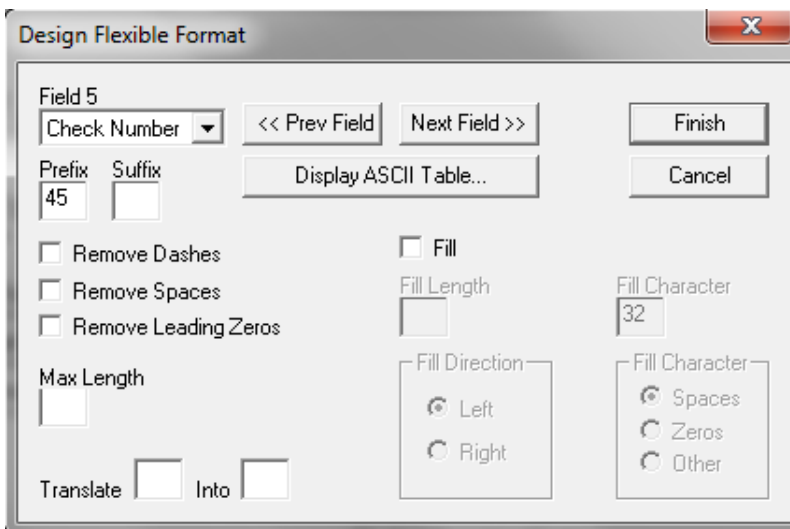 Design Flexible Format
Field 5
Check Number
<< Prev Field
Next Field >>
Finish
Prefix
Suffix
45
Display ASCII Table...
Cancel
Remove Dashes
Remove Spaces
Remove Leading Zeros
Fill
Fill Length
Fill Character
32
Max Length
Fill Direction
Left
Right
Fill Character
Spaces
Zeros
Other
Translate
Into